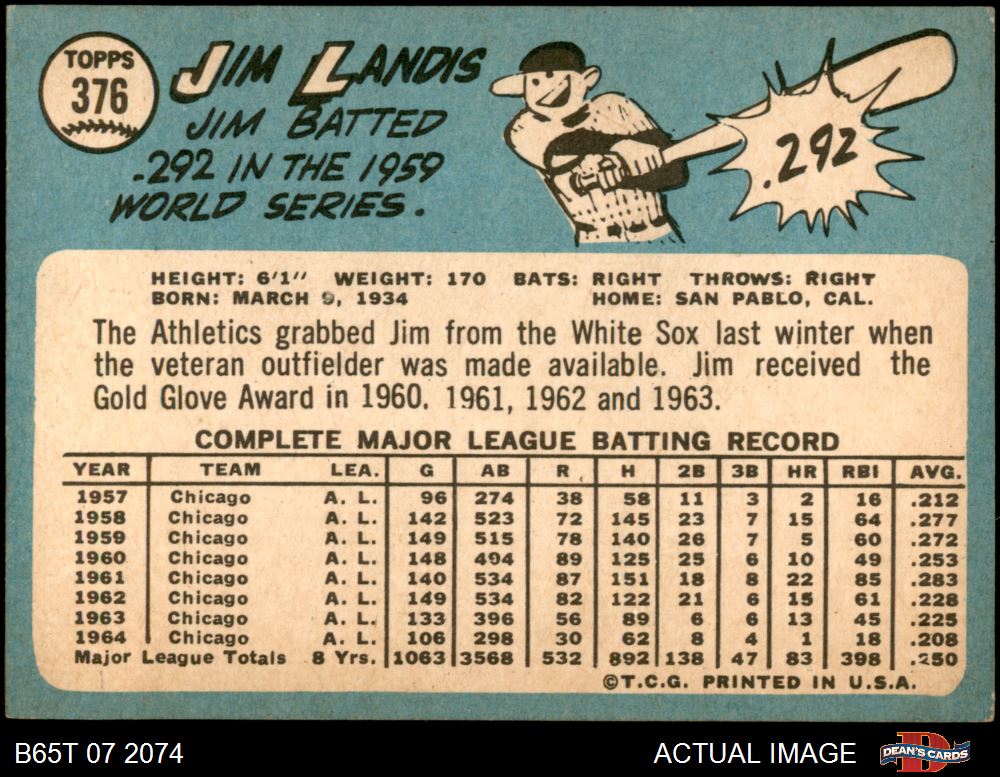 TOPPS
376
JIM LANDIS
JIM BATTED
.292 IN THE 1959
WORLD SERIES.
.292
HEIGHT: 6'1" WEIGHT: 170 BATS: RIGHT THROWS: RIGHT
BORN: MARCH 9, 1934 HOME: SAN PABLO, CAL.
The Athletics grabbed Jim from the White Sox last winter when
the veteran outfielder was made available. Jim received the
Gold Glove Award in 1960. 1961, 1962 and 1963.
COMPLETE MAJOR LEAGUE BATTING RECORD
YEAR TEAM LEA. G AB R H 2B 3B HR RBI AVG.
1957 Chicago A. L. 96 274 38 58 11 3 2 16 .212
1958 Chicago A. L. 142 523 72 145 23 7 15 64 .277
1959 Chicago A. L. 149 515 78 140 26 7 5 60 .272
1960 Chicago A. L. 148 494 89 125 25 6 10 49 .253
1961 Chicago A. L. 140 534 87 151 18 8 22 85 .283
1962 Chicago A. L. 149 534 82 122 21 6 15 61 .228
1963 Chicago A. L. 133 396 56 89 6 6 13 45 .225
1964 Chicago A. L. 106 298 30 62 8 4 1 18 .208
Major League Totals 8 Yrs. 1063 3568 532 892 138 47 83 398 .250
©T.C.G. PRINTED IN U.S.A.
B65T 07 2074 ACTUAL IMAGE DEAN'S CARDS